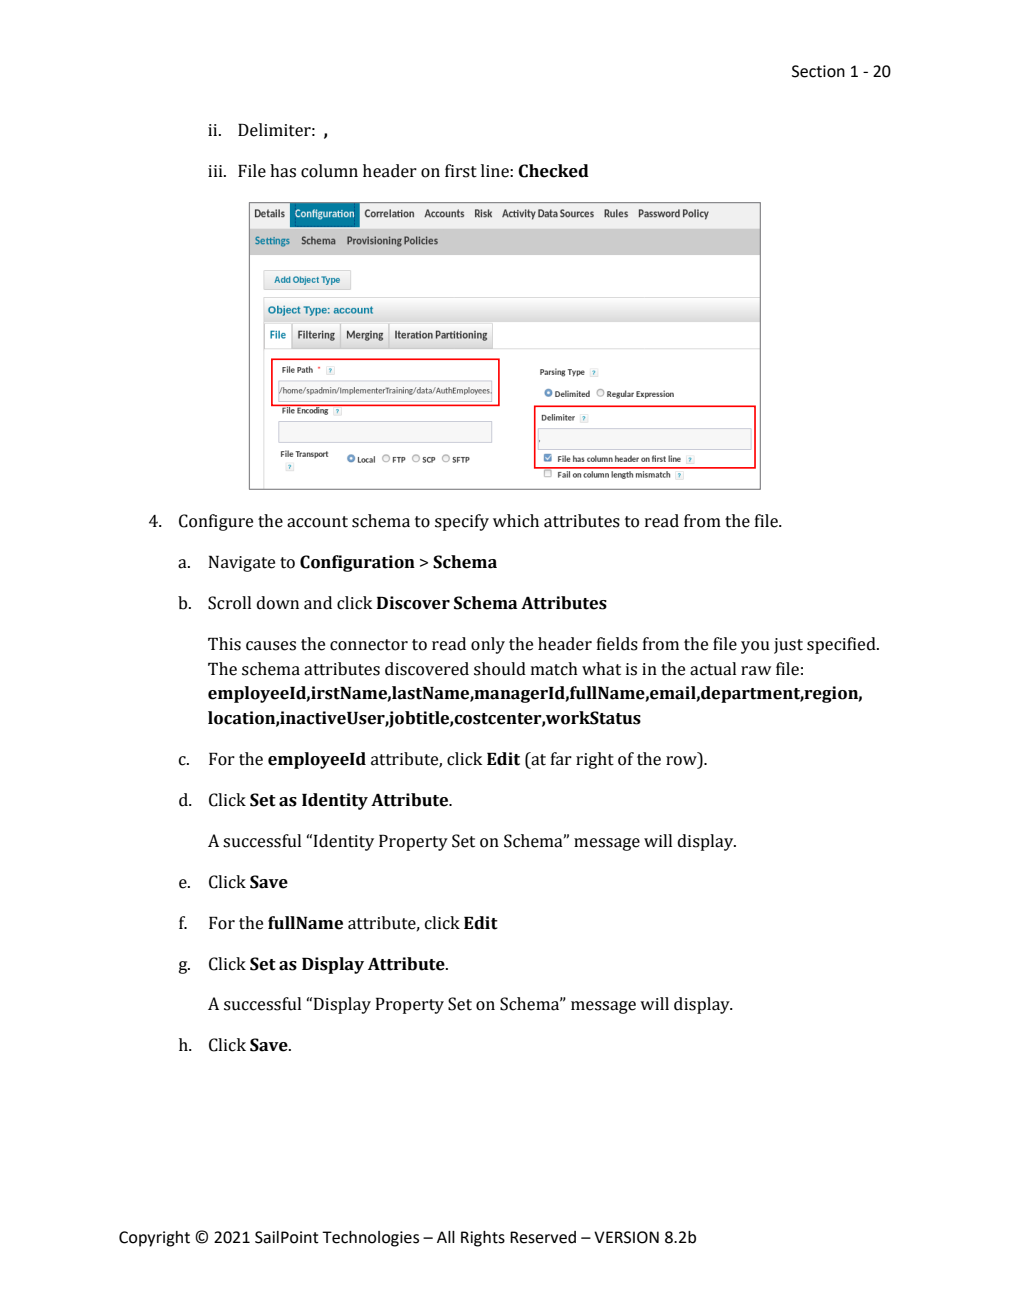 Section 1 - 20
ii. Delimiter: ,
iii. File has column header on first line: Checked
Details Configuration Correlation Accounts Risk Activity Data Sources Rules Password Policy
Settings Schema Provisioning Policies
Add Object Type
Object Type: account
File Filtering Merging Iteration Partitioning
File Path * ?
/home/spadmin/ImplementerTraining/data/AuthEmployees.
File Encoding ?
File Transport ? Local FTP SCP SFTP
Parsing Type ?
Delimited Regular Expression
Delimiter ?
,
File has column header on first line ?
Fail on column length mismatch ?
4. Configure the account schema to specify which attributes to read from the file.
a. Navigate to Configuration > Schema
b. Scroll down and click Discover Schema Attributes
This causes the connector to read only the header fields from the file you just specified.
The schema attributes discovered should match what is in the actual raw file:
employeeId,irstName,lastName,managerId,fullName,email,department,region,
location,inactiveUser,jobtitle,costcenter,workStatus
c. For the employeeId attribute, click Edit (at far right of the row).
d. Click Set as Identity Attribute.
A successful “Identity Property Set on Schema” message will display.
e. Click Save
f. For the fullName attribute, click Edit
g. Click Set as Display Attribute.
A successful “Display Property Set on Schema” message will display.
h. Click Save.
Copyright © 2021 SailPoint Technologies – All Rights Reserved – VERSION 8.2b